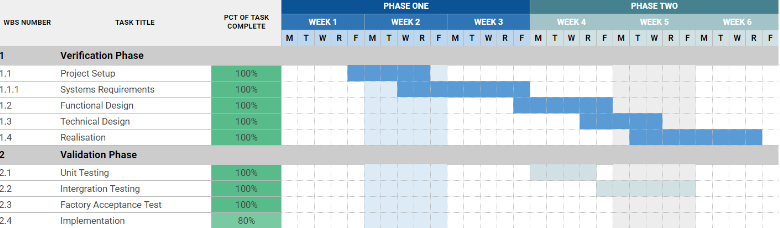 PHASE ONE PHASE TWO
WBS NUMBER TASK TITLE PCT OF TASK COMPLETE WEEK 1 WEEK 2 WEEK 3 WEEK 4 WEEK 5 WEEK 6
M T W R F M T W R F M T W R F M T W R F M T W R F M T W R F
1 Verification Phase
1.1 Project Setup 100%
1.1.1 Systems Requirements 100%
1.2 Functional Design 100%
1.3 Technical Design 100%
1.4 Realisation 100%
2 Validation Phase
2.1 Unit Testing 100%
2.2 Intergration Testing 100%
2.3 Factory Acceptance Test 100%
2.4 Implementation 80%